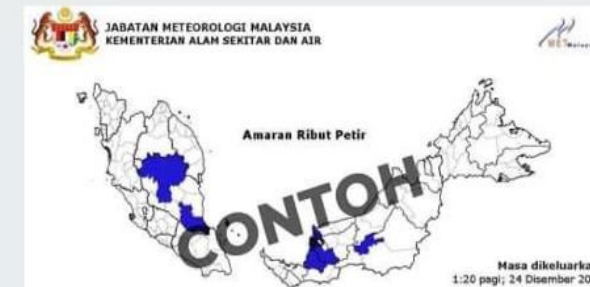 JABATAN METEOROLOGI MALAYSIA
KEMENTERIAN ALAM SEKITAR DAN AIR
Amaran Ribut Petir
CONTOH
Masa dikeluarka
1:20 pagi; 24 Disember 20